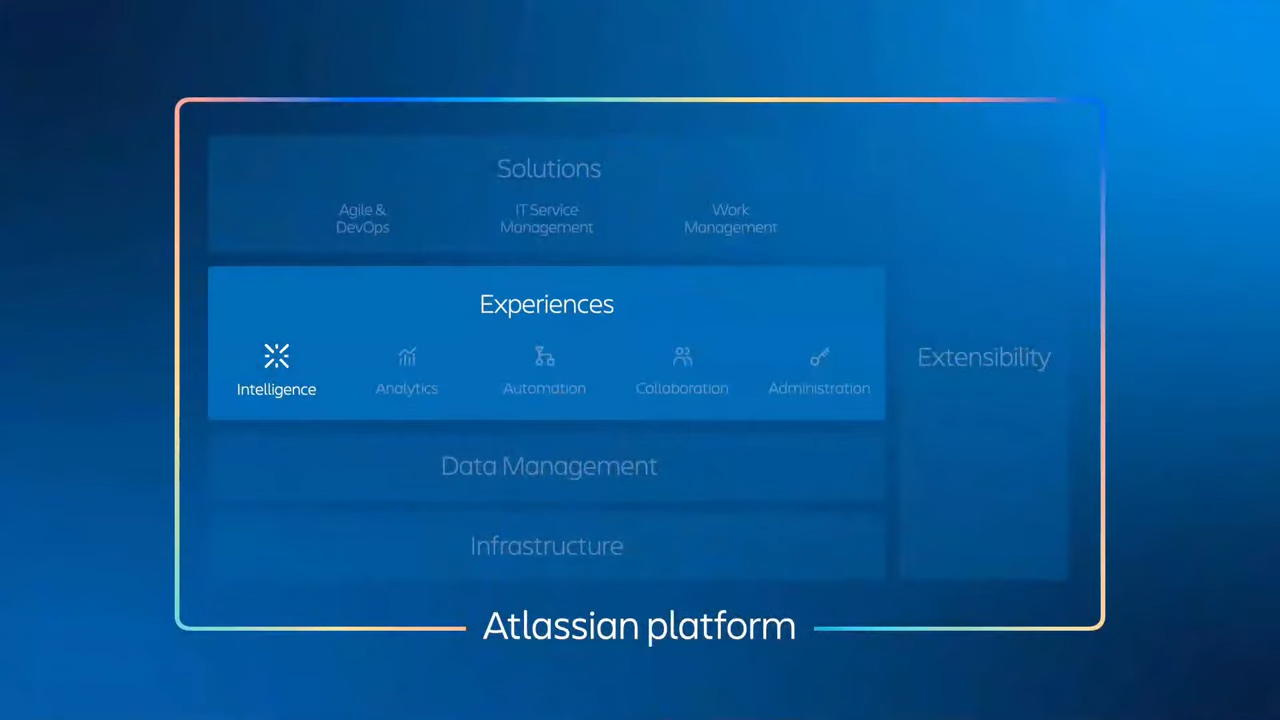 Solutions
Agile &
DevOps
IT Service
Management
Work
Management
Experiences
Intelligence
Analytics
Automation
Collaboration
Administration
Extensibility
Data Management
Infrastructure
Atlassian platform